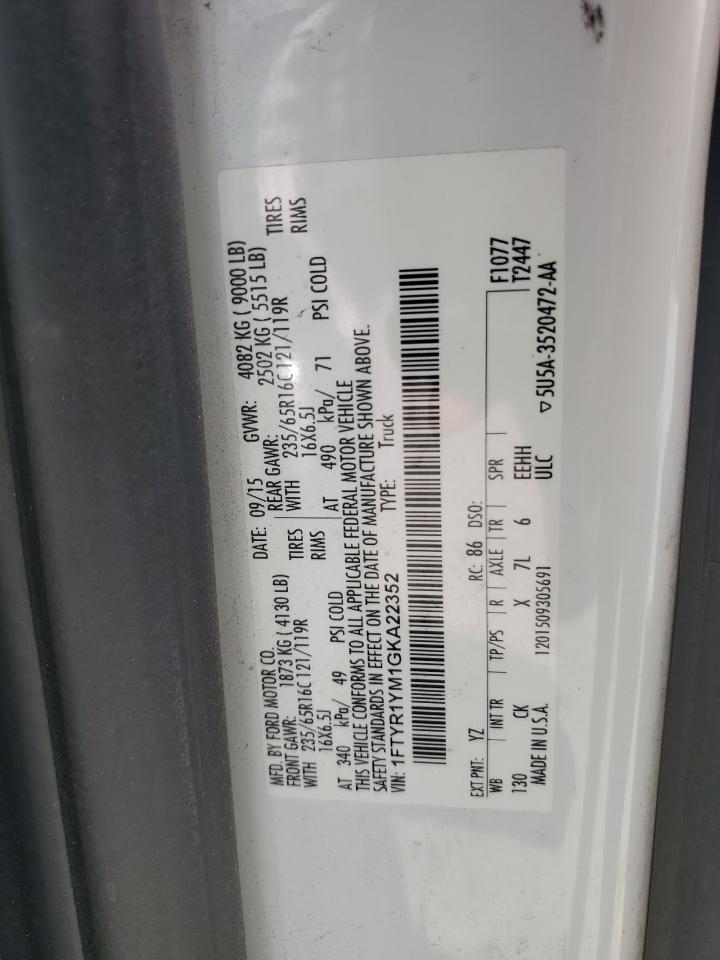 MFD. BY FORD MOTOR CO.
DATE: 09/15 GVWR: 4082 KG ( 9000 LB)
FRONT GAWR: 1873 KG ( 4130 LB)
REAR GAWR: 2502 KG ( 5515 LB)
WITH 235/65R16C 121/119R TIRES
WITH 235/65R16C 121/119R TIRES
16X6.5J RIMS
16X6.5J RIMS
AT 340 kPa/ 49 PSI COLD
AT 490 kPa/ 71 PSI COLD
THIS VEHICLE CONFORMS TO ALL APPLICABLE FEDERAL MOTOR VEHICLE
SAFETY STANDARDS IN EFFECT ON THE DATE OF MANUFACTURE SHOWN ABOVE.
VIN: 1FTYR1YM1GKA22352 TYPE: Truck
EXT PNT: YZ RC: 86 DSO:
WB INT TR TP/PS R AXLE TR SPR F1077
130 CK X 7L 6 EEHH T2447
MADE IN U.S.A. 1201509305691 ULC
▽ 5U5A-3520472-AA